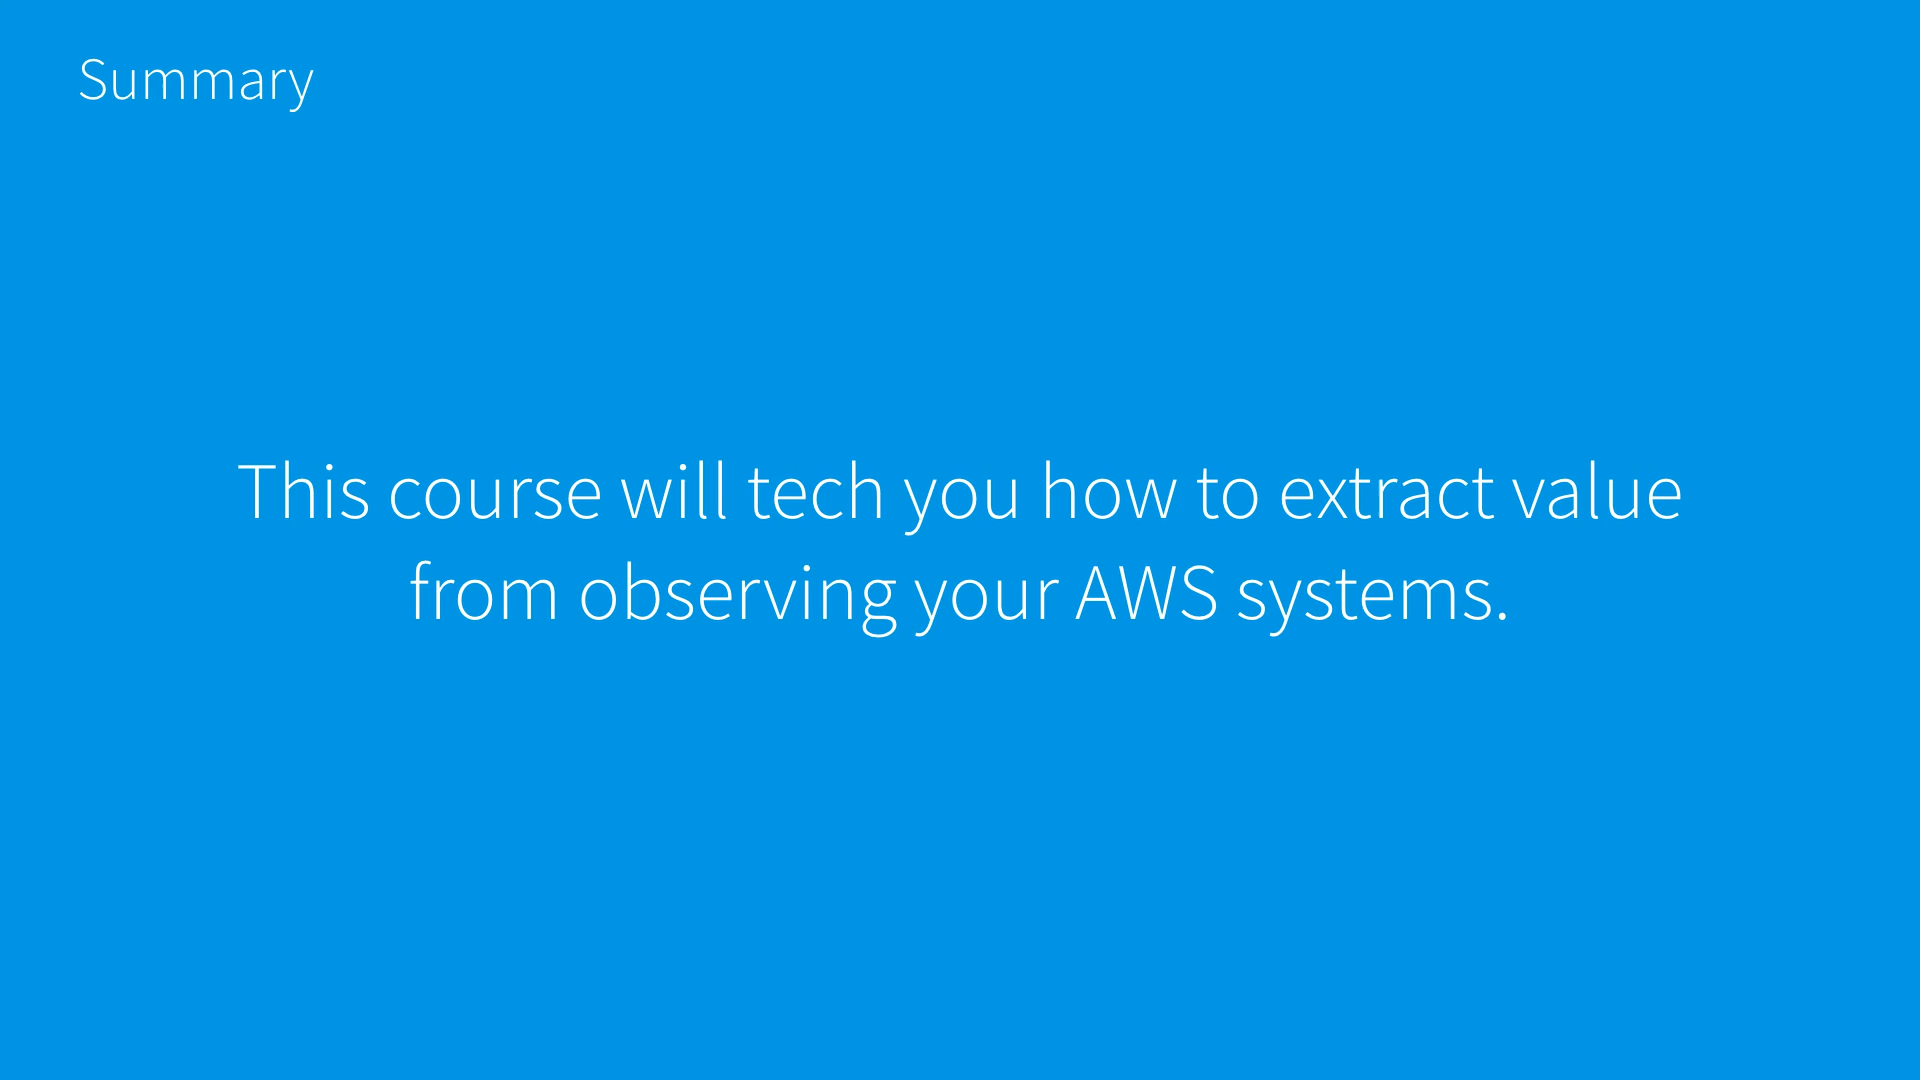 Summary
This course will tech you how to extract value
from observing your AWS systems.